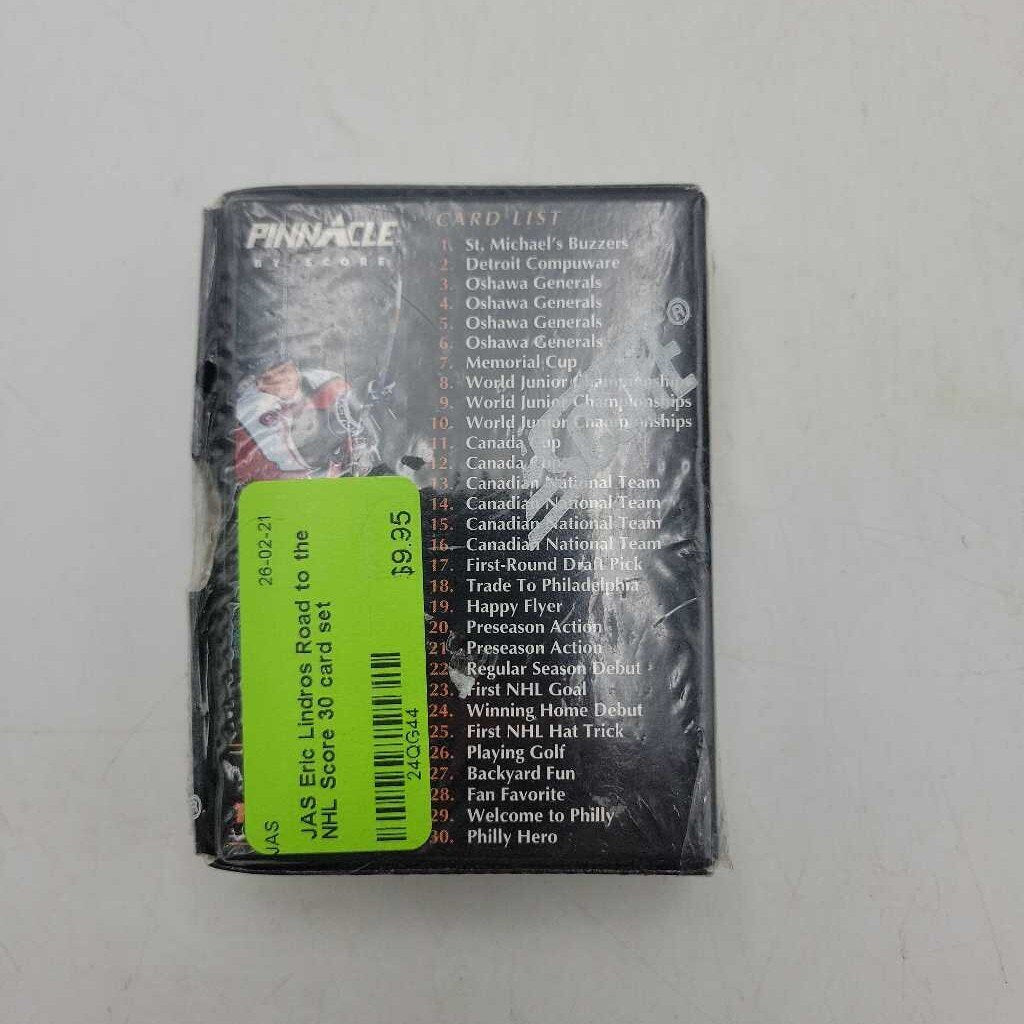 PINNACLE
BY SCORE
CARD LIST
1. St. Michael's Buzzers
2. Detroit Compuware
3. Oshawa Generals
4. Oshawa Generals
5. Oshawa Generals
6. Oshawa Generals
7. Memorial Cup
8. World Junior Championships
9. World Junior Championships
10. World Junior Championships
11. Canada Cup
12. Canada Cup
13. Canadian National Team
14. Canadian National Team
15. Canadian National Team
16. Canadian National Team
17. First-Round Draft Pick
18. Trade To Philadelphia
19. Happy Flyer
20. Preseason Action
21. Preseason Action
22. Regular Season Debut
23. First NHL Goal
24. Winning Home Debut
25. First NHL Hat Trick
26. Playing Golf
27. Backyard Fun
28. Fan Favorite
29. Welcome to Philly
30. Philly Hero
SCORE
®
®
JAS 26-02-21
JAS Eric Lindros Road to the
NHL Score 30 card set
$9.95
24QG44